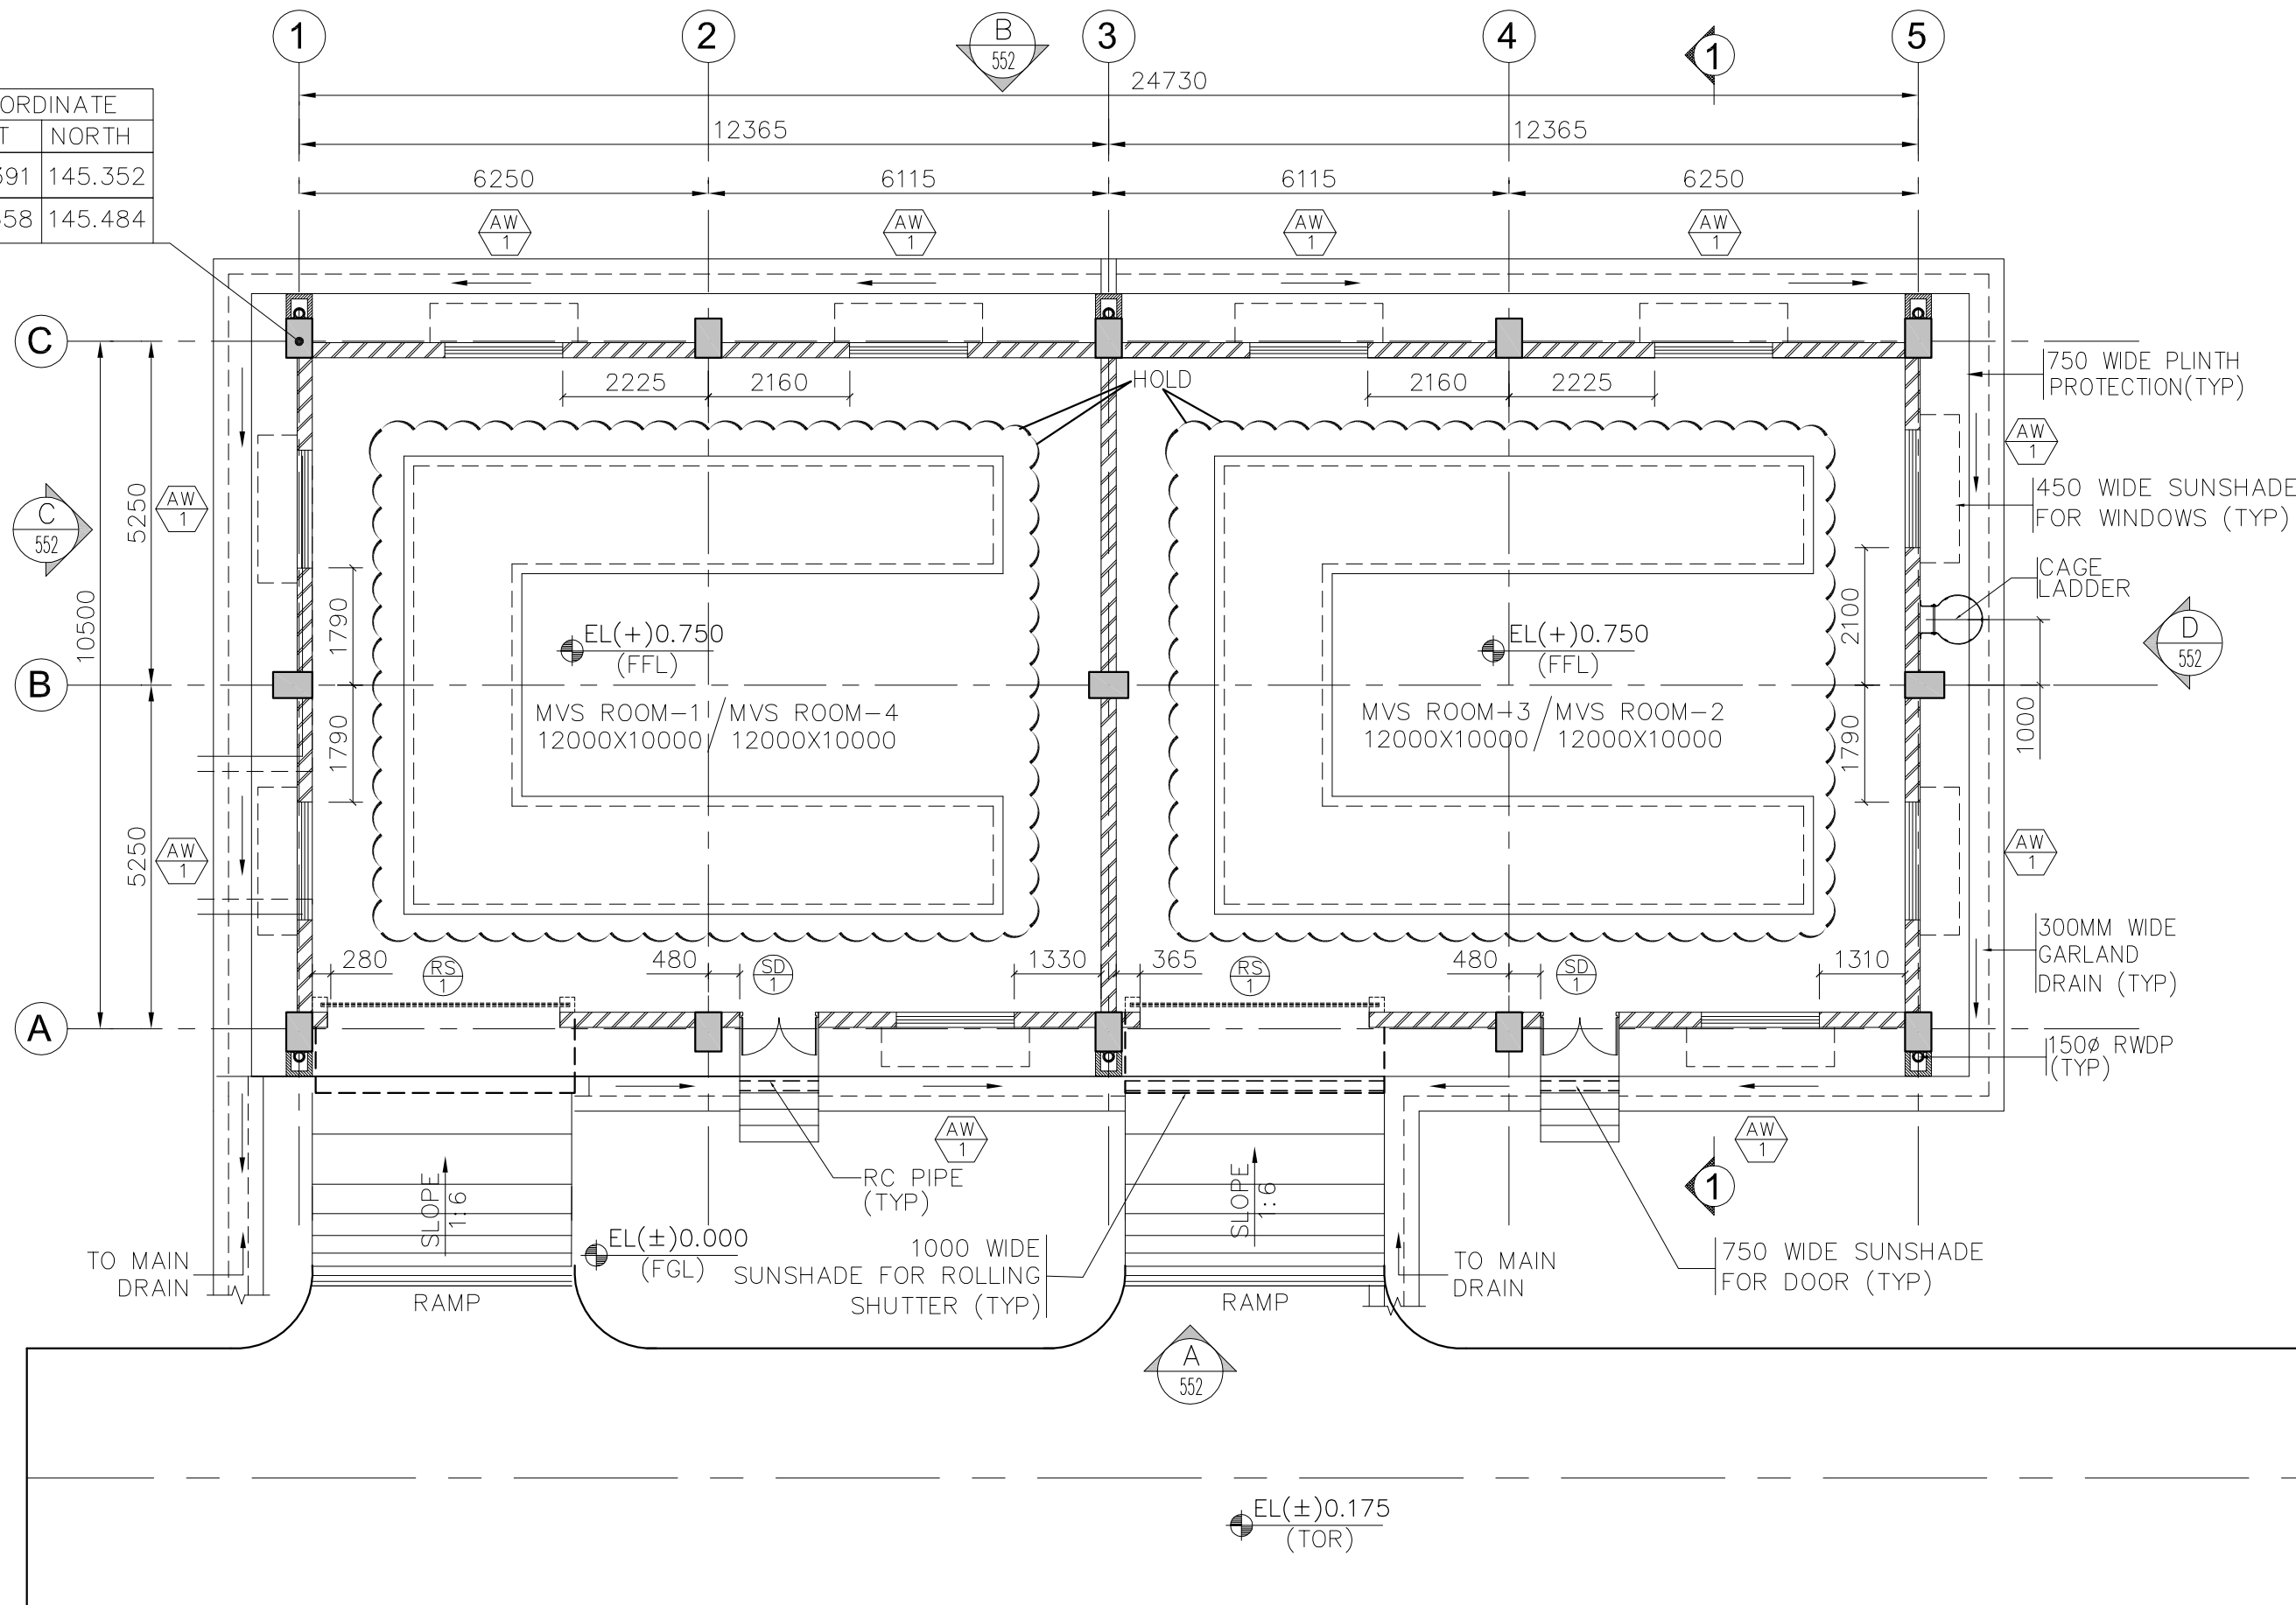 1
2
B
552
3
4
1
5
24730
12365
12365
6250
6115
6115
6250
ORDINATE
T
NORTH
391
145.352
358
145.484
AW
1
AW
1
AW
1
AW
1
C
2225
2160
HOLD
2160
2225
750 WIDE PLINTH
PROTECTION(TYP)
AW
1
450 WIDE SUNSHADE
FOR WINDOWS (TYP)
C
552
5250
AW
1
10500
1790
2100
CAGE
LADDER
EL(+)0.750
(FFL)
EL(+)0.750
(FFL)
D
552
B
MVS ROOM-1 / MVS ROOM-4
12000X10000 / 12000X10000
MVS ROOM-3 / MVS ROOM-2
12000X10000 / 12000X10000
1790
1790
1000
5250
AW
1
AW
1
300MM WIDE
GARLAND
DRAIN (TYP)
280
RS
1
480
SD
1
1330
365
RS
1
480
SD
1
1310
A
150ø RWDP
(TYP)
AW
1
AW
1
SLOPE
1:6
RC PIPE
(TYP)
SLOPE
1:6
1
EL(±)0.000
(FGL)
1000 WIDE
SUNSHADE FOR ROLLING
SHUTTER (TYP)
TO MAIN
DRAIN
TO MAIN
DRAIN
750 WIDE SUNSHADE
FOR DOOR (TYP)
RAMP
RAMP
A
552
EL(±)0.175
(TOR)